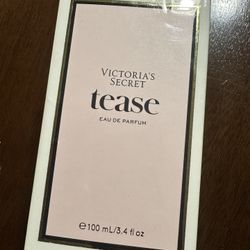 VICTORIA'S
SECRET
tease
EAU DE PARFUM
℮ 100 mL/3.4 fl oz